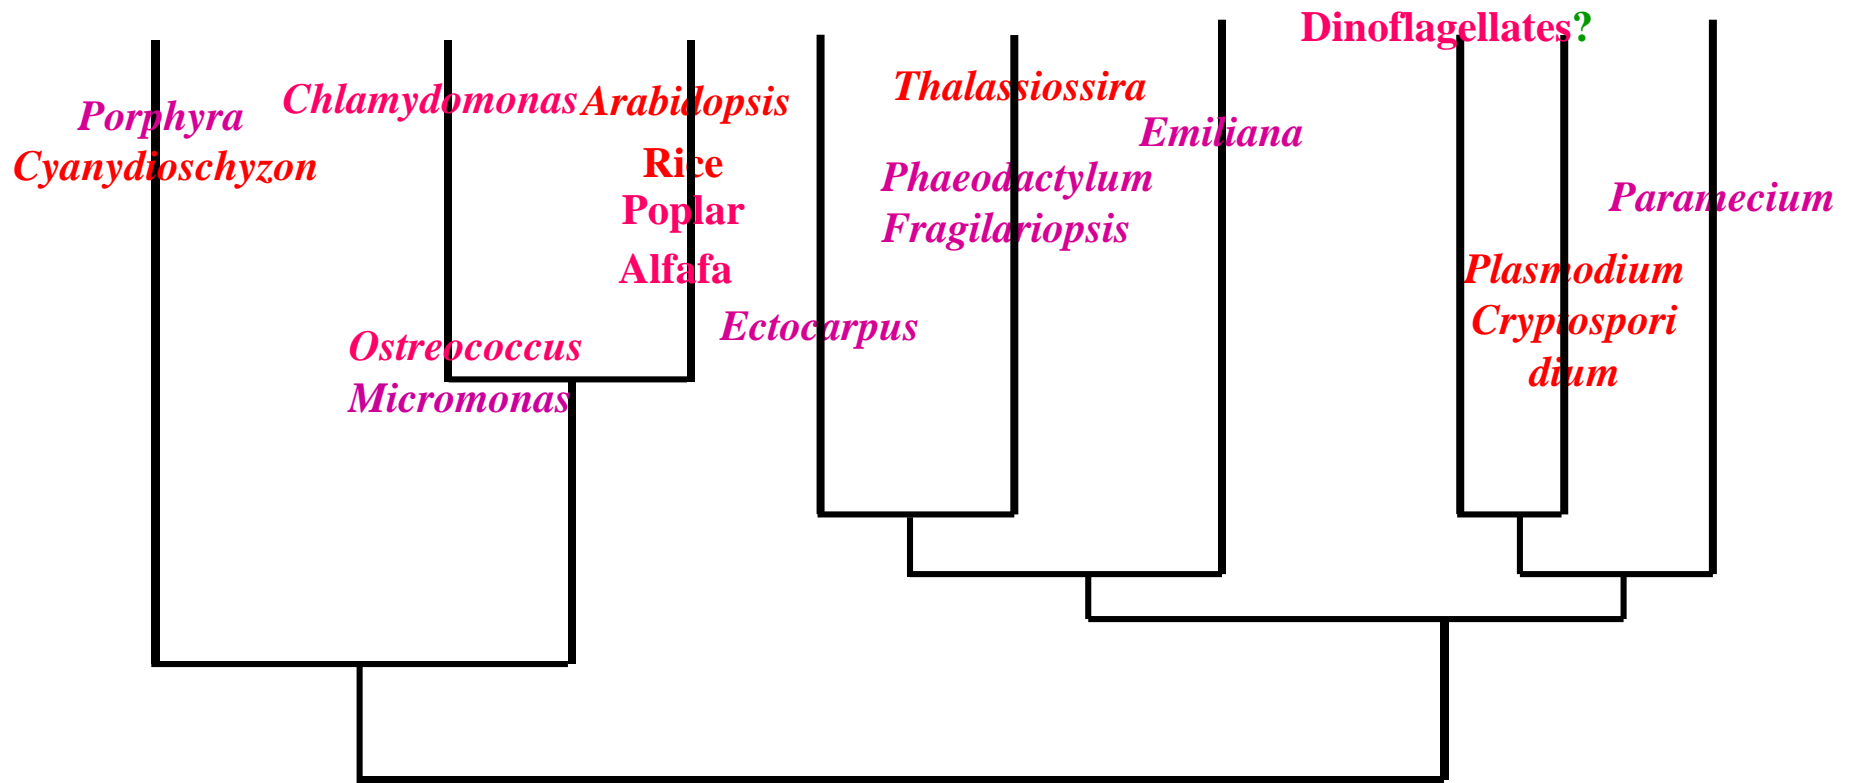 Dinoflagellates?
Porphyra
Cyanydioschyzon
Chlamydomonas
Arabidopsis
Rice
Poplar
Alfafa
Ostreococcus
Micromonas
Ectocarpus
Thalassiossira
Phaeodactylum
Fragilariopsis
Emiliana
Plasmodium
Cryptospori
dium
Paramecium